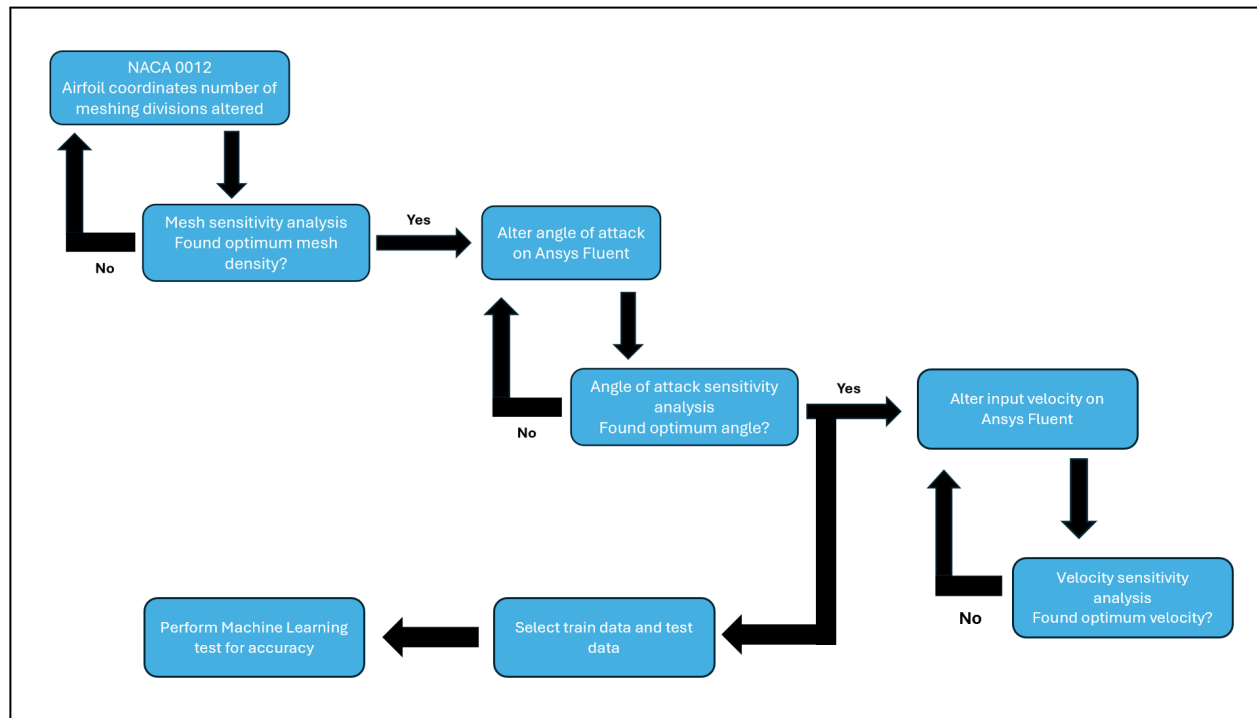 NACA 0012
Airfoil coordinates number of
meshing divisions altered
Mesh sensitivity analysis
Found optimum mesh
density?
No
Yes
Alter angle of attack
on Ansys Fluent
Angle of attack sensitivity
analysis
Found optimum angle?
No
Yes
Alter input velocity on
Ansys Fluent
Velocity sensitivity
analysis
Found optimum velocity?
No
Select train data and test
data
Perform Machine Learning
test for accuracy